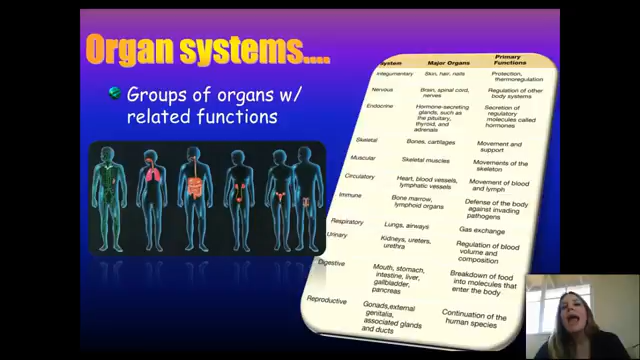 Organ systems....
Groups of organs w/
related functions
System Major Organs Primary Functions
Integumentary Skin, hair, nails Protection, thermoregulation
Nervous Brain, spinal cord, nerves Regulation of other body systems
Endocrine Hormone-secreting glands, such as the pituitary, thyroid, and adrenals Secretion of regulatory molecules called hormones
Skeletal Bones, cartilages Movement and support
Muscular Skeletal muscles Movements of the skeleton
Circulatory Heart, blood vessels, lymphatic vessels Movement of blood and lymph
Immune Bone marrow, lymphoid organs Defense of the body against invading pathogens
Respiratory Lungs, airways Gas exchange
Urinary Kidneys, ureters, urethra Regulation of blood volume and composition
Digestive Mouth, stomach, intestine, liver, gallbladder, pancreas Breakdown of food into molecules that enter the body
Reproductive Gonads,external genitalia, associated glands and ducts Continuation of the human species